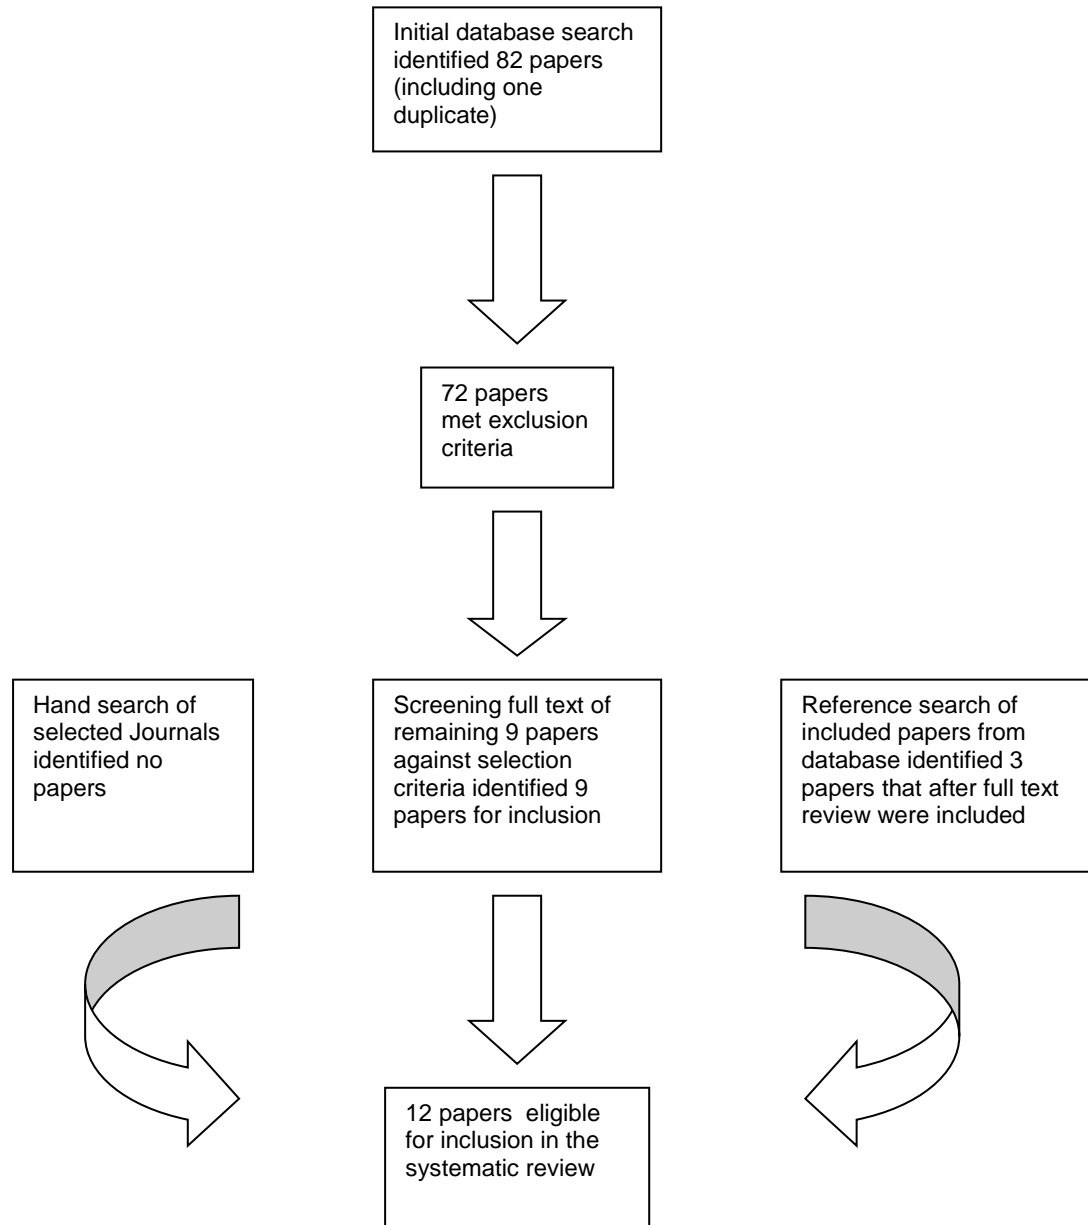 Initial database search
identified 82 papers
(including one
duplicate)
72 papers
met exclusion
criteria
Hand search of
selected Journals
identified no
papers
Screening full text of
remaining 9 papers
against selection
criteria identified 9
papers for inclusion
Reference search of
included papers from
database identified 3
papers that after full text
review were included
12 papers  eligible
for inclusion in the
systematic review